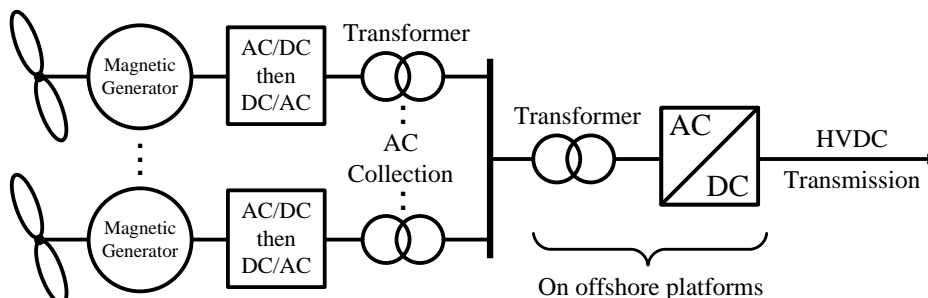 Magnetic
Generator
AC/DC
then
DC/AC
Transformer
AC
Collection
Magnetic
Generator
AC/DC
then
DC/AC
Transformer
AC
DC
HVDC
Transmission
On offshore platforms